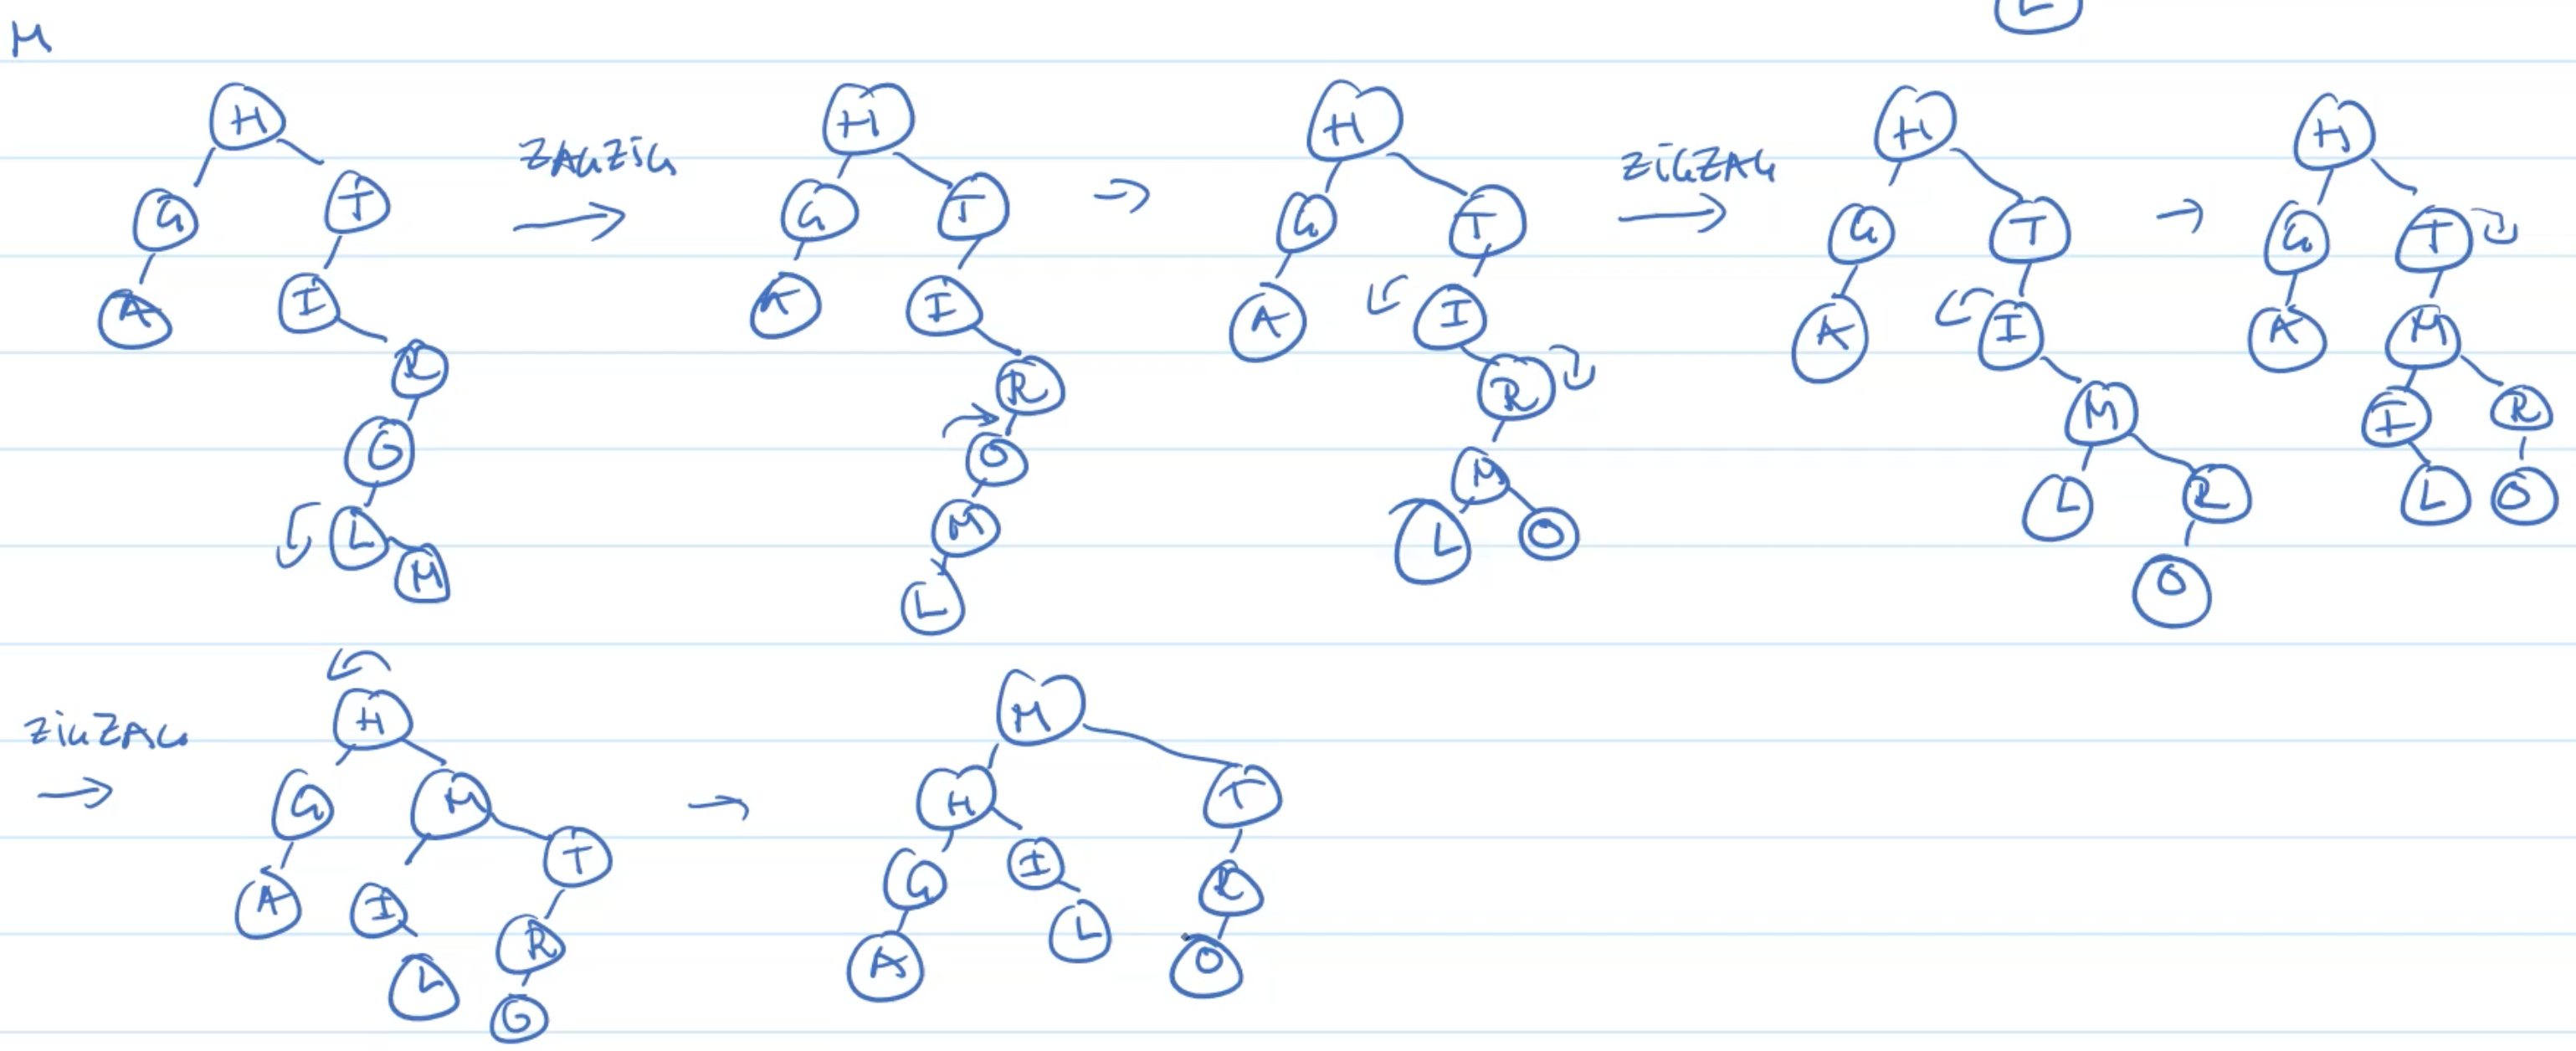 M
L
H H H H H
ZAGZIG ZIGZAG
G T G T G T G T G T
A I A I A I A I A M
R R R M I R
O O M L R L O
L M M L O O
L
H M
ZIGZAG
G M H T
T
A I G I R
R
L A L O
O